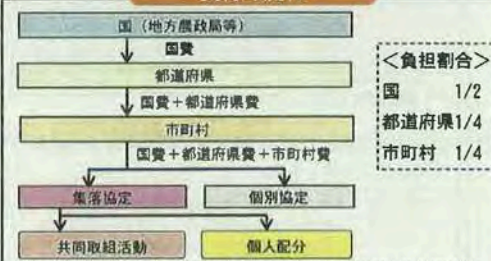 国（地方農政局等）
国費
都道府県
国費＋都道府県費
市町村
国費＋都道府県費＋市町村費
集落協定
個別協定
共同取組活動
個人配分
＜負担割合＞
国 1/2
都道府県1/4
市町村 1/4